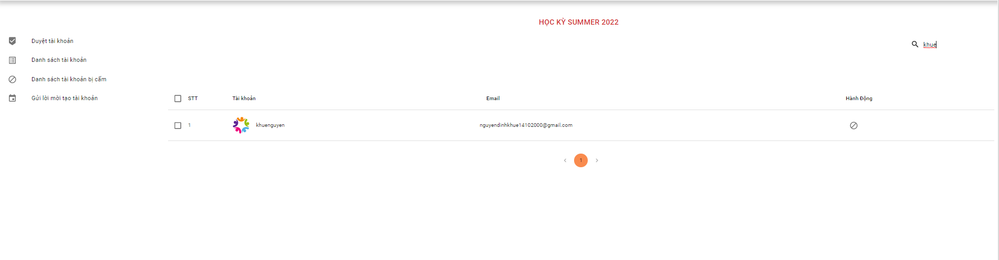 HỌC KỲ SUMMER 2022
Duyệt tài khoản
khue
Danh sách tài khoản
Danh sách tài khoản bị cấm
Gửi lời mời tạo tài khoản
STT Tài khoản Email Hành Động
1 khuenguyen nguyendinhkhue14102000@gmail.com
1